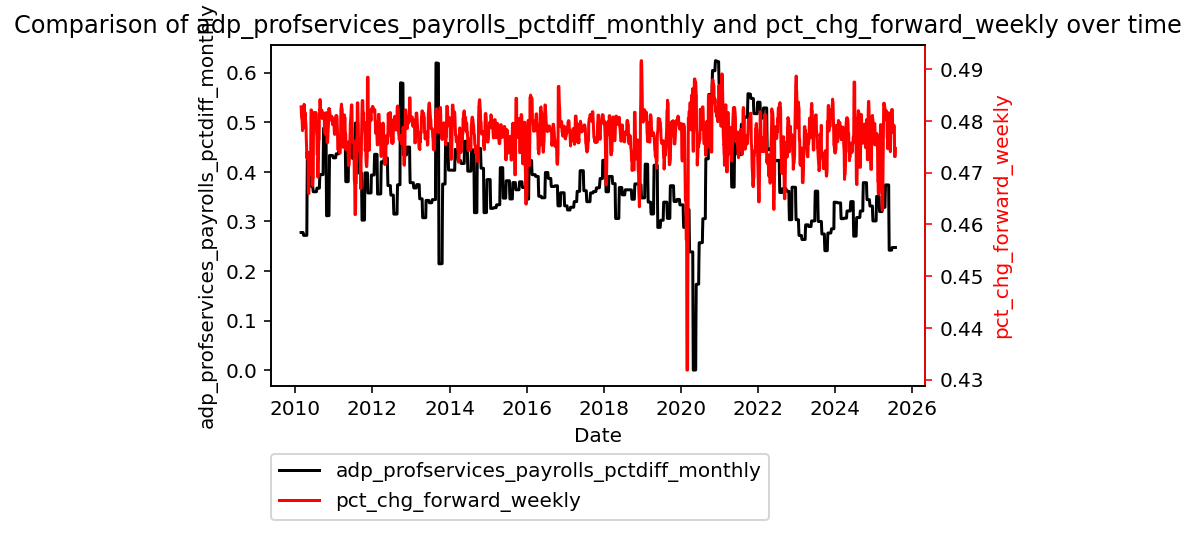 Comparison of adp_profservices_payrolls_pctdiff_monthly and pct_chg_forward_weekly over time
adp_profservices_payrolls_pctdiff_monthly
0.6
0.5
0.4
0.3
0.2
0.1
0.0
0.49
0.48
0.47
0.46
0.45
0.44
0.43
pct_chg_forward_weekly
2010 2012 2014 2016 2018 2020 2022 2024 2026
Date
adp_profservices_payrolls_pctdiff_monthly
pct_chg_forward_weekly